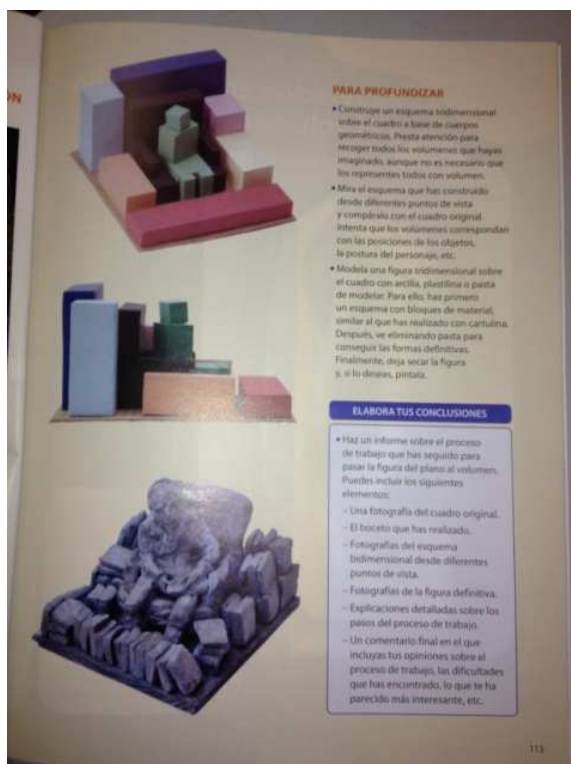 ON
PARA PROFUNDIZAR
• Construye un esquema tridimensional
sobre el cuadro a base de cuerpos
geométricos. Presta atención para
recoger todos los volúmenes que hayas
imaginado, aunque no es necesario que
los representes todos con volumen.
• Mira el esquema que has construido
desde diferentes puntos de vista
y compáralo con el cuadro original.
Intenta que los volúmenes correspondan
con las posiciones de los objetos,
la postura del personaje, etc.
• Modela una figura tridimensional sobre
el cuadro con arcilla, plastilina o pasta
de modelar. Para ello, haz primero
un esquema con bloques de material,
similar al que has realizado con cartulina.
Después, ve eliminando pasta para
conseguir las formas definitivas.
Finalmente, deja secar la figura
y, si lo deseas, píntala.
ELABORA TUS CONCLUSIONES
• Haz un informe sobre el proceso
de trabajo que has seguido para
pasar la figura del plano al volumen.
Puedes incluir los siguientes
elementos:
– Una fotografía del cuadro original.
– El boceto que has realizado.
– Fotografías del esquema
bidimensional desde diferentes
puntos de vista.
– Fotografías de la figura definitiva.
– Explicaciones detalladas sobre los
pasos del proceso de trabajo.
– Un comentario final en el que
incluyas tus opiniones sobre el
proceso de trabajo, las dificultades
que has encontrado, lo que te ha
parecido más interesante, etc.
113